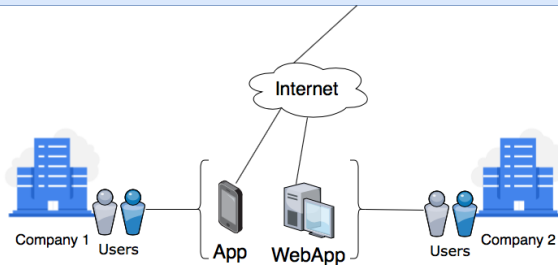 Internet
Company 1
Users
App
WebApp
Users
Company 2